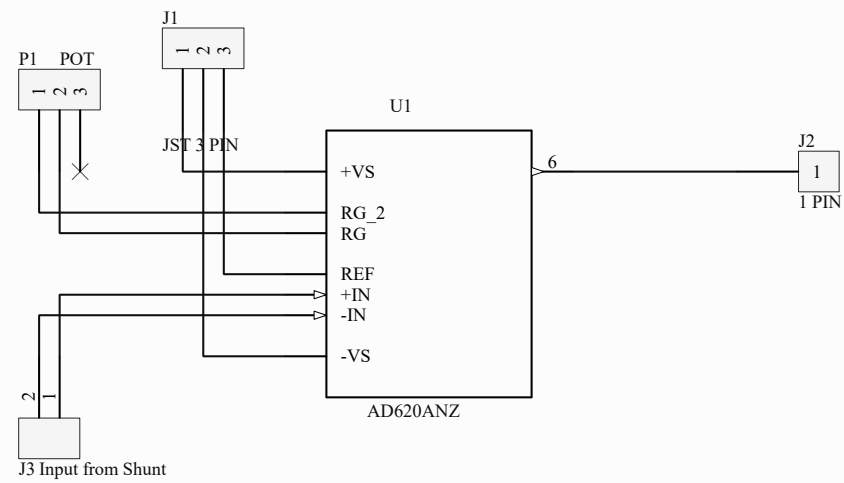 J1
1 2 3
P1 POT
1 2 3
JST 3 PIN
U1
+VS
RG_2
RG
REF
+IN
-IN
-VS
AD620ANZ
6
J2
1
1 PIN
2 1
J3 Input from Shunt